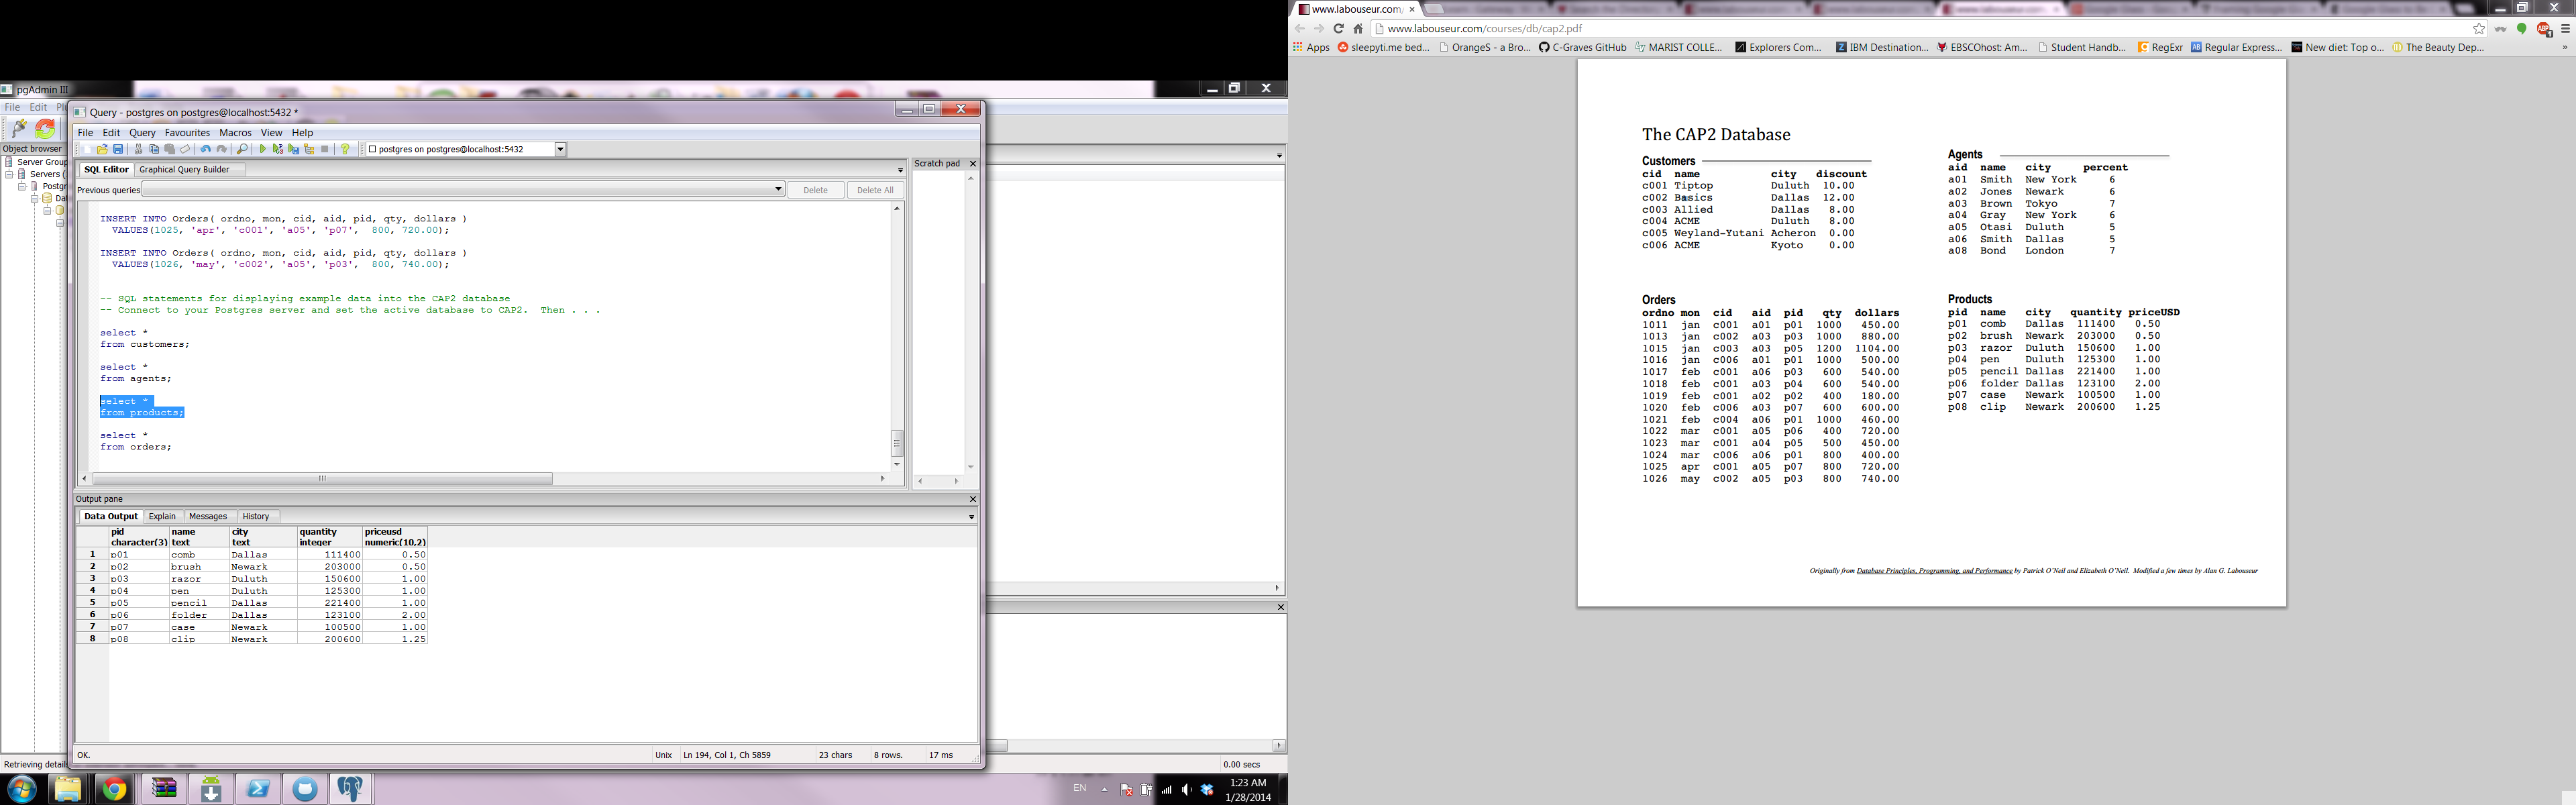 pgAdmin III
File Edit
Object browser
Server Group
Servers
Query - postgres on postgres@localhost:5432 *
File Edit Query Favourites Macros View Help
postgres on postgres@localhost:5432
SQL Editor Graphical Query Builder
Scratch pad
Previous queries Delete Delete All
INSERT INTO Orders( ordno, mon, cid, aid, pid, qty, dollars )
VALUES(1025, 'apr', 'c001', 'a05', 'p07', 800, 720.00);
INSERT INTO Orders( ordno, mon, cid, aid, pid, qty, dollars )
VALUES(1026, 'may', 'c002', 'a05', 'p03', 800, 740.00);
-- SQL statements for displaying example data into the CAP2 database
-- Connect to your Postgres server and set the active database to CAP2. Then . . .
select *
from customers;
select *
from agents;
select *
from products;
select *
from orders;
Output pane
Data Output Explain Messages History
pid name city quantity priceusd
character(3) text text integer numeric(10,2)
1 p01 comb Dallas 111400 0.50
2 p02 brush Newark 203000 0.50
3 p03 razor Duluth 150600 1.00
4 p04 pen Duluth 125300 1.00
5 p05 pencil Dallas 221400 1.00
6 p06 folder Dallas 123100 2.00
7 p07 case Newark 100500 1.00
8 p08 clip Newark 200600 1.25
OK. Unix Ln 194, Col 1, Ch 5859 23 chars 8 rows. 17 ms
Retrieving details
0.00 secs
EN
1:23 AM
1/28/2014
www.labouseur.com/
www.labouseur.com/courses/db/cap2.pdf
Apps sleepyti.me bed... OrangeS - a Bro... C-Graves GitHub MARIST COLLE... Explorers Com... IBM Destination... EBSCOhost: Am... Student Handb... RegExr Regular Express... New diet: Top o... The Beauty Dep...
The CAP2 Database
Customers
cid name city discount
c001 Tiptop Duluth 10.00
c002 Basics Dallas 12.00
c003 Allied Dallas 8.00
c004 ACME Duluth 8.00
c005 Weyland-Yutani Acheron 0.00
c006 ACME Kyoto 0.00
Agents
aid name city percent
a01 Smith New York 6
a02 Jones Newark 6
a03 Brown Tokyo 7
a04 Gray New York 6
a05 Otasi Duluth 5
a06 Smith Dallas 5
a08 Bond London 7
Orders
ordno mon cid aid pid qty dollars
1011 jan c001 a01 p01 1000 450.00
1013 jan c002 a03 p03 1000 880.00
1015 jan c003 a03 p05 1200 1104.00
1016 jan c006 a01 p01 1000 500.00
1017 feb c001 a06 p03 600 540.00
1018 feb c001 a03 p04 600 540.00
1019 feb c001 a02 p02 400 180.00
1020 feb c006 a03 p07 600 600.00
1021 feb c004 a06 p01 1000 460.00
1022 mar c001 a05 p06 400 720.00
1023 mar c001 a04 p05 500 450.00
1024 mar c006 a06 p01 800 400.00
1025 apr c001 a05 p07 800 720.00
1026 may c002 a05 p03 800 740.00
Products
pid name city quantity priceUSD
p01 comb Dallas 111400 0.50
p02 brush Newark 203000 0.50
p03 razor Duluth 150600 1.00
p04 pen Duluth 125300 1.00
p05 pencil Dallas 221400 1.00
p06 folder Dallas 123100 2.00
p07 case Newark 100500 1.00
p08 clip Newark 200600 1.25
Originally from Database Principles, Programming, and Performance by Patrick O'Neil and Elizabeth O'Neil. Modified a few times by Alan G. Labouseur